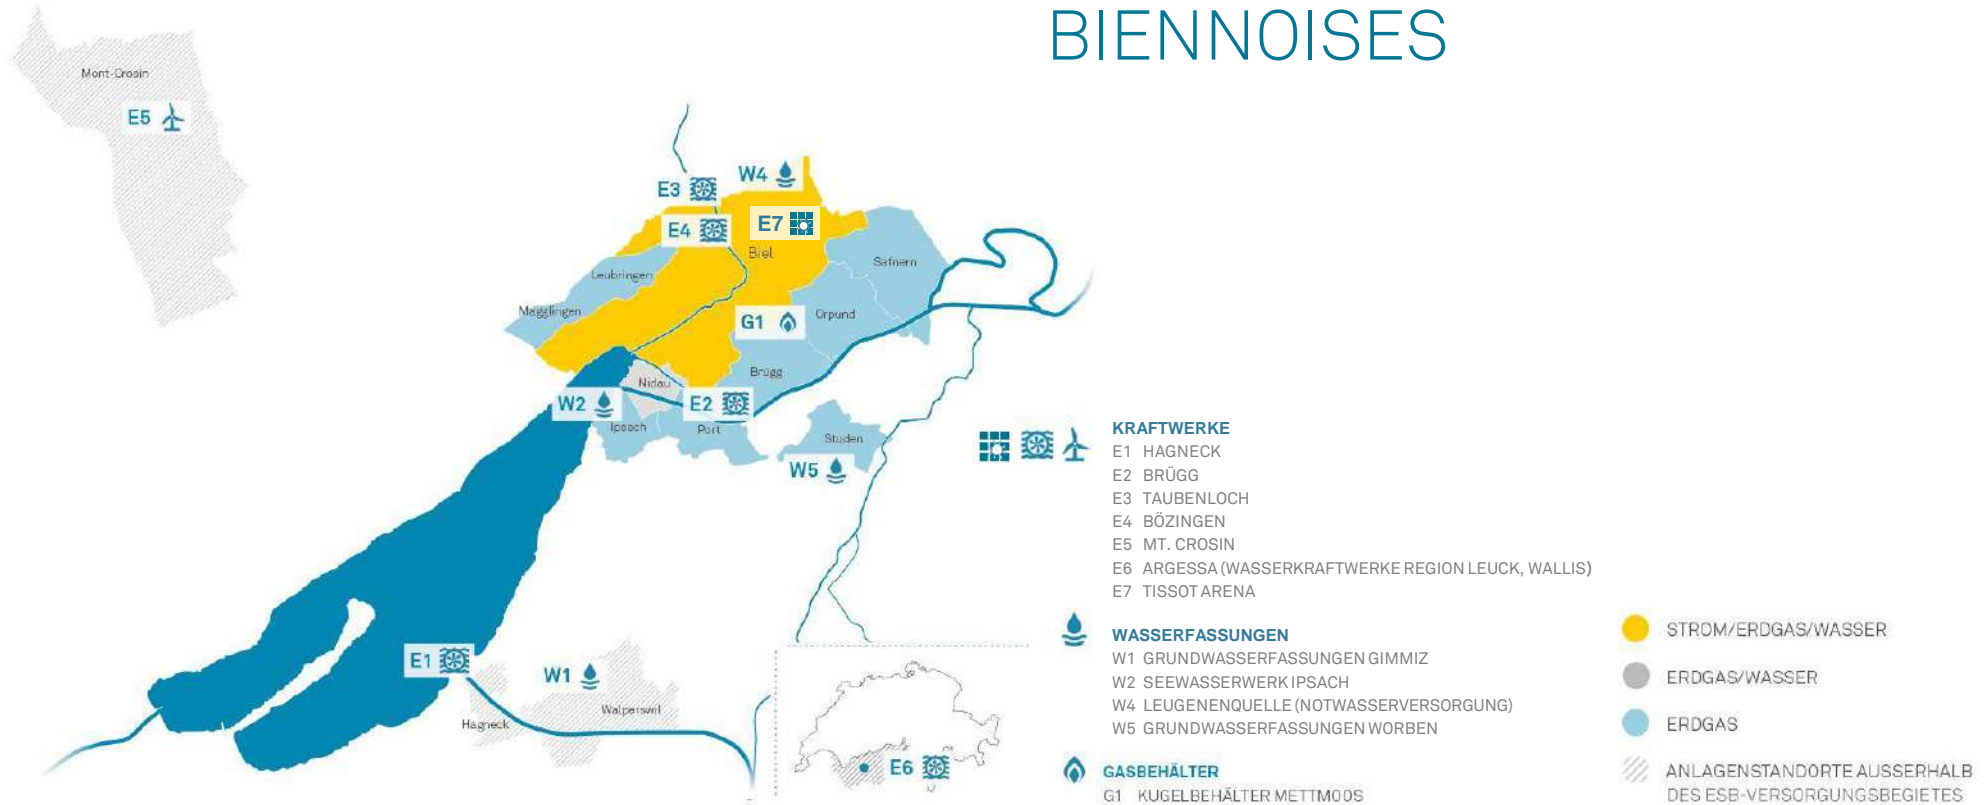 BIENNOISES
Mont-Crosin
E5
W4
E3
E7
E4
Biel
Safnern
Leubringen
Magglingen
G1
Orpund
Brügg
Nidau
W2
E2
Ipsach
Port
Studen
W5
E1
W1
Walperswil
Hagneck
E6
KRAFTWERKE
E1 HAGNECK
E2 BRÜGG
E3 TAUBENLOCH
E4 BÖZINGEN
E5 MT. CROSIN
E6 ARGESSA (WASSERKRAFTWERKE REGION LEUCK, WALLIS)
E7 TISSOT ARENA
WASSERFASSUNGEN
W1 GRUNDWASSERFASSUNGEN GIMMIZ
W2 SEEWASSERWERK IPSACH
W4 LEUGENENQUELLE (NOTWASSERVERSORGUNG)
W5 GRUNDWASSERFASSUNGEN WORBEN
GASBEHÄLTER
G1 KUGELBEHÄLTER METTMOOS
STROM/ERDGAS/WASSER
ERDGAS/WASSER
ERDGAS
ANLAGENSTANDORTE AUSSERHALB
DES ESB-VERSORGUNGSBEGIETES